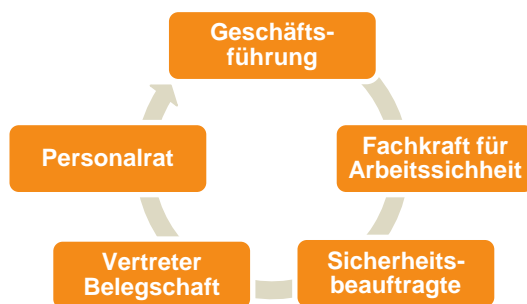 Geschäfts-
führung
Fachkraft für
Arbeitssichheit
Sicherheits-
beauftragte
Vertreter
Belegschaft
Personalrat